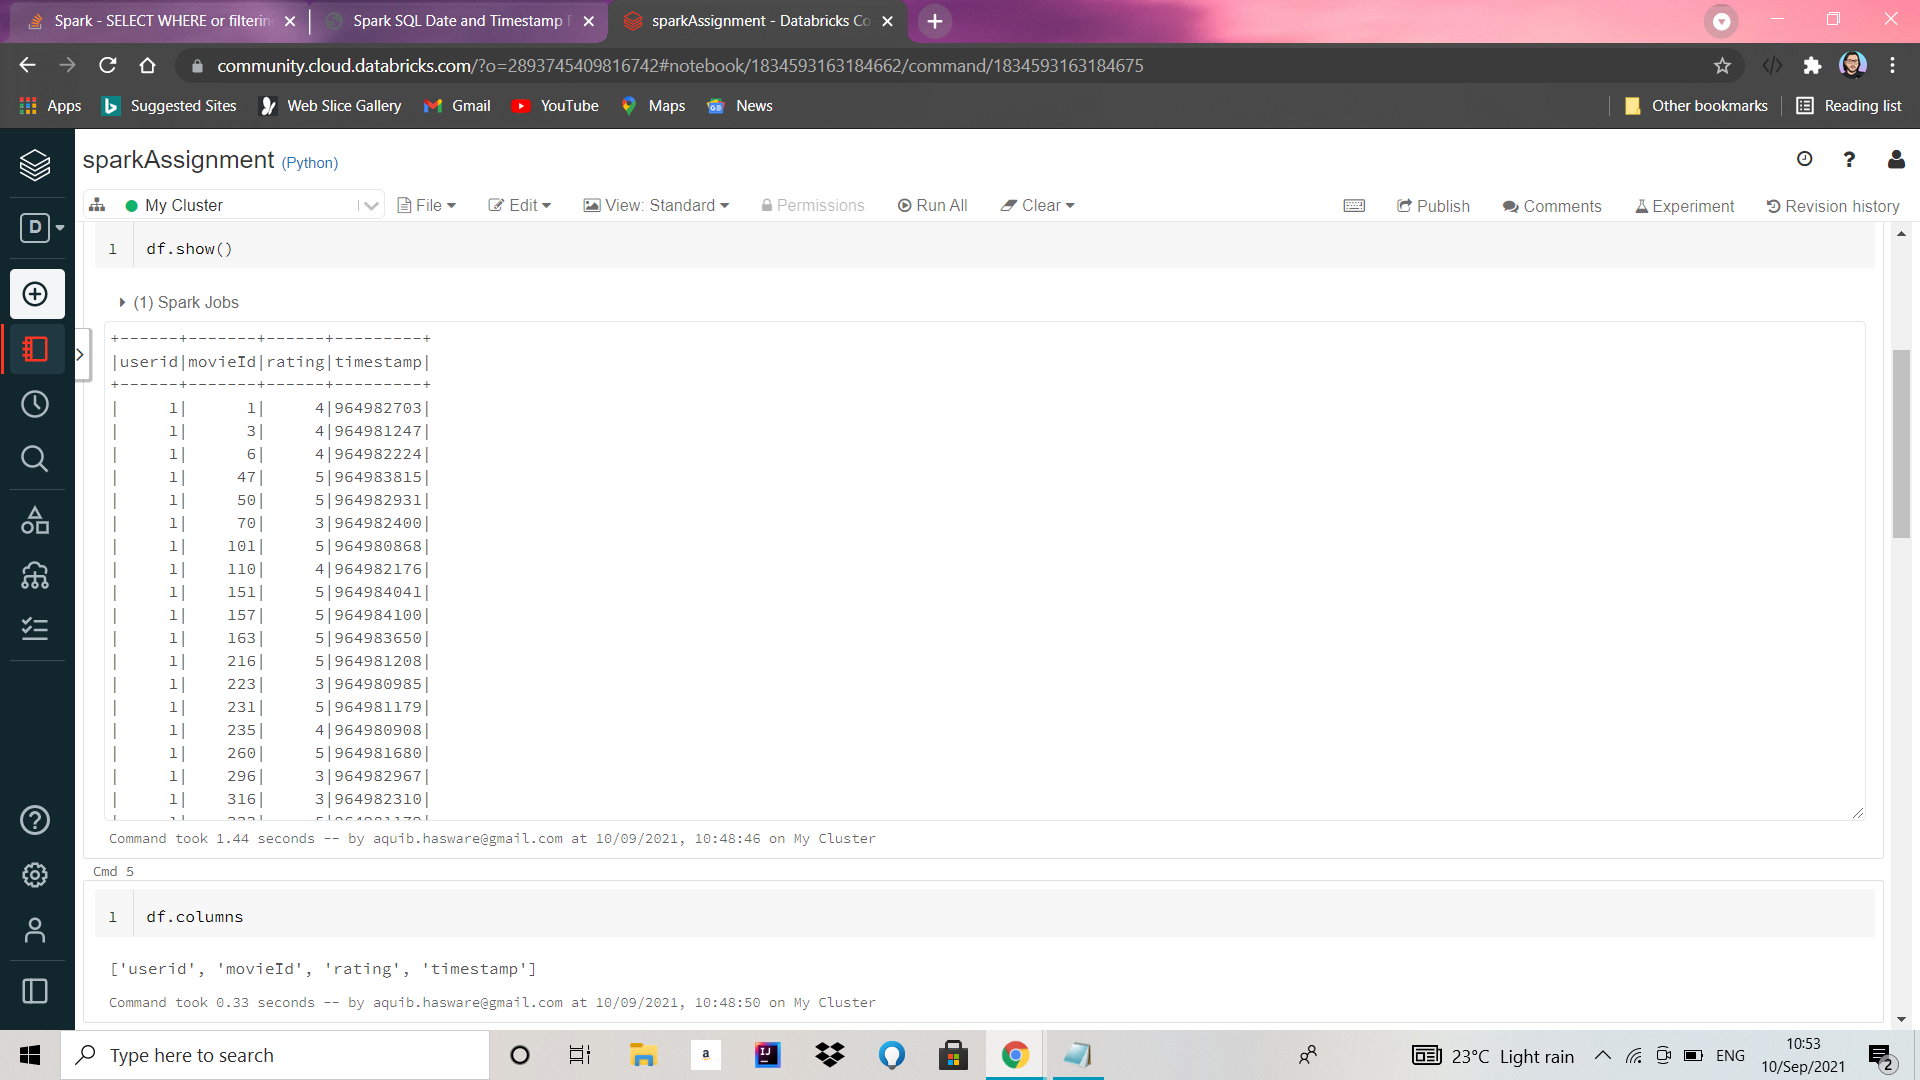 Spark - SELECT WHERE or filterin
Spark SQL Date and Timestamp F
sparkAssignment - Databricks Co
community.cloud.databricks.com/?o=2893745409816742#notebook/1834593163184662/command/1834593163184675
Apps Suggested Sites Web Slice Gallery Gmail YouTube Maps News Other bookmarks Reading list
sparkAssignment (Python)
D
My Cluster File Edit View: Standard Permissions Run All Clear Publish Comments Experiment Revision history
1 df.show()
(1) Spark Jobs
+------+-------+------+---------+
|userid|movieId|rating|timestamp|
+------+-------+------+---------+
|     1|      1|     4|964982703|
|     1|      3|     4|964981247|
|     1|      6|     4|964982224|
|     1|     47|     5|964983815|
|     1|     50|     5|964982931|
|     1|     70|     3|964982400|
|     1|    101|     5|964980868|
|     1|    110|     4|964982176|
|     1|    151|     5|964984041|
|     1|    157|     5|964984100|
|     1|    163|     5|964983650|
|     1|    216|     5|964981208|
|     1|    223|     3|964980985|
|     1|    231|     5|964981179|
|     1|    235|     4|964980908|
|     1|    260|     5|964981680|
|     1|    296|     3|964982967|
|     1|    316|     3|964982310|
Command took 1.44 seconds -- by aquib.hasware@gmail.com at 10/09/2021, 10:48:46 on My Cluster
Cmd 5
1 df.columns
['userid', 'movieId', 'rating', 'timestamp']
Command took 0.33 seconds -- by aquib.hasware@gmail.com at 10/09/2021, 10:48:50 on My Cluster
Type here to search
23°C Light rain
ENG
10:53
10/Sep/2021
2